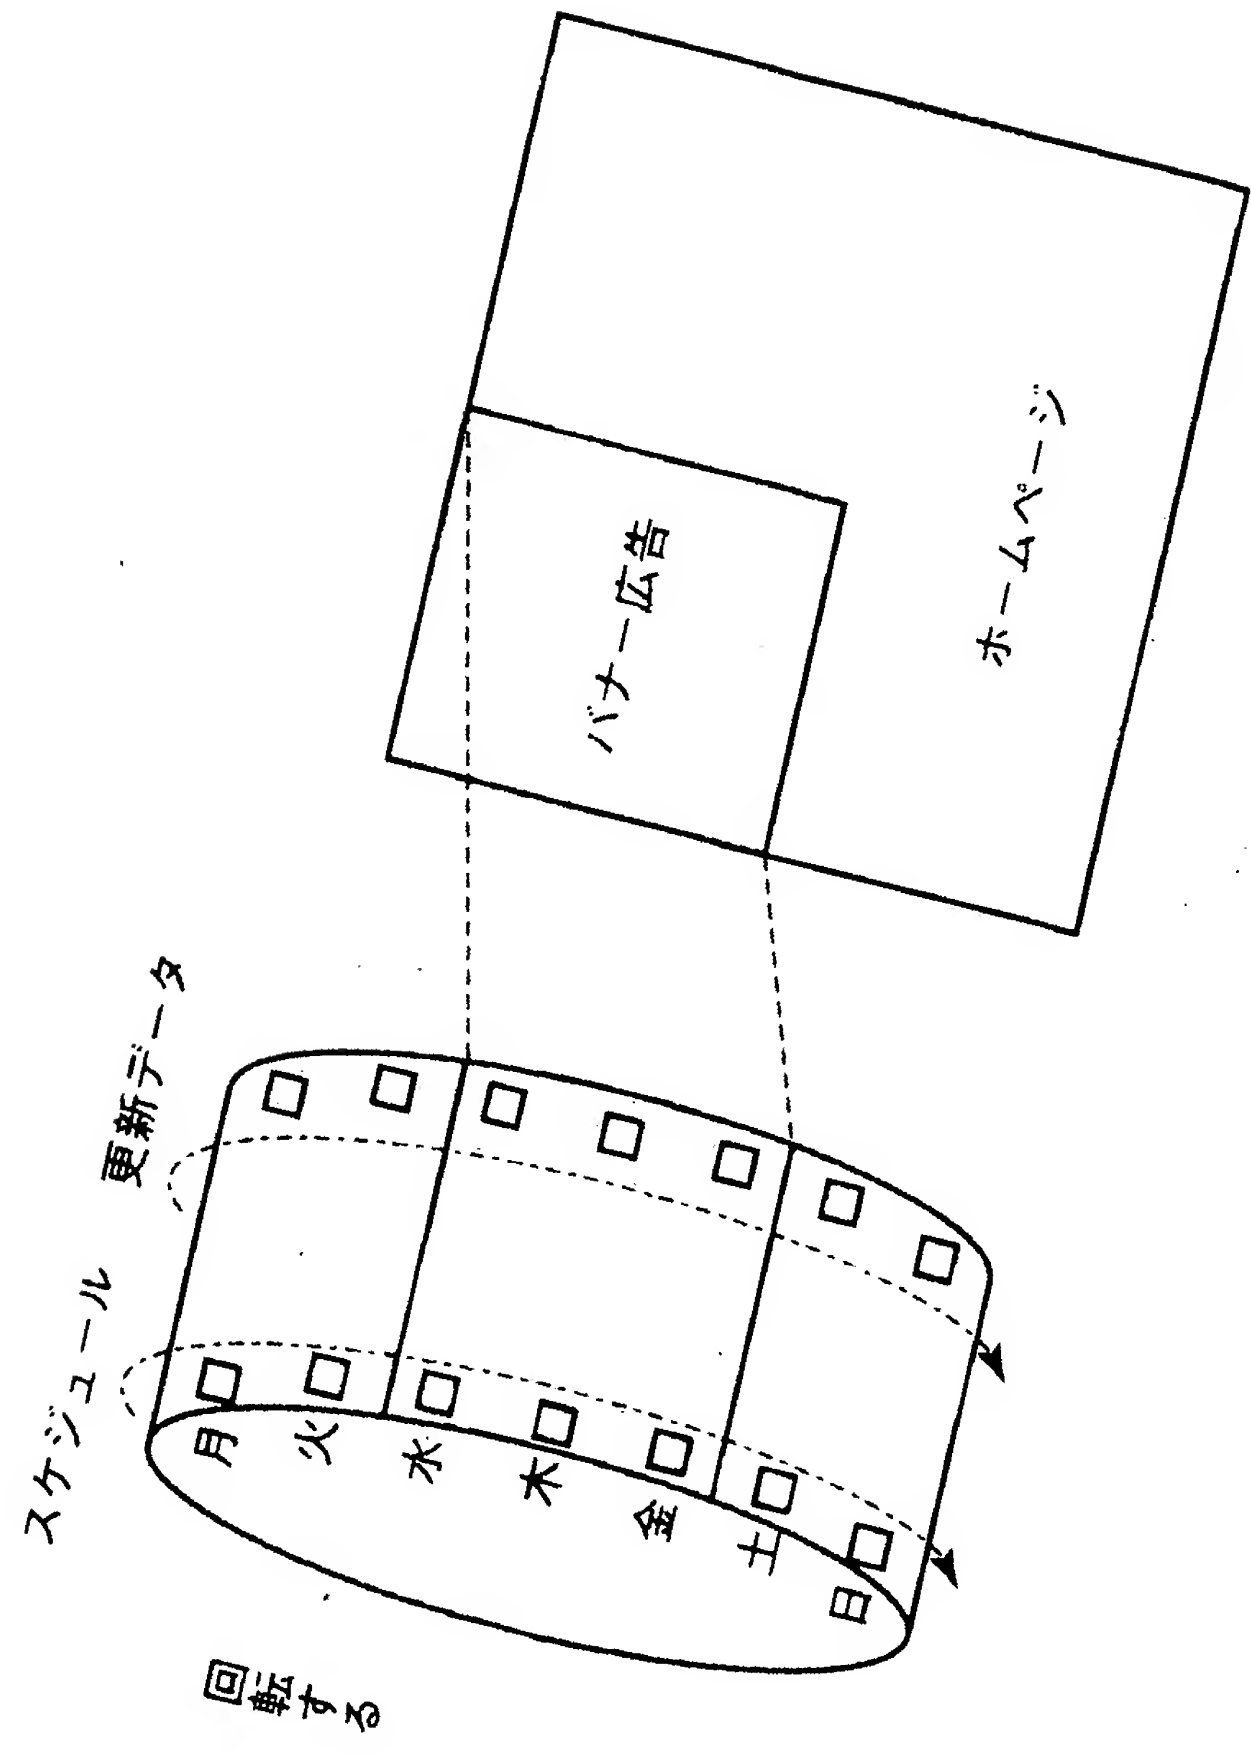 ホームページ
バナー広告
更新データ
スケジュール
月
火
水
木
金
土
日
回転する